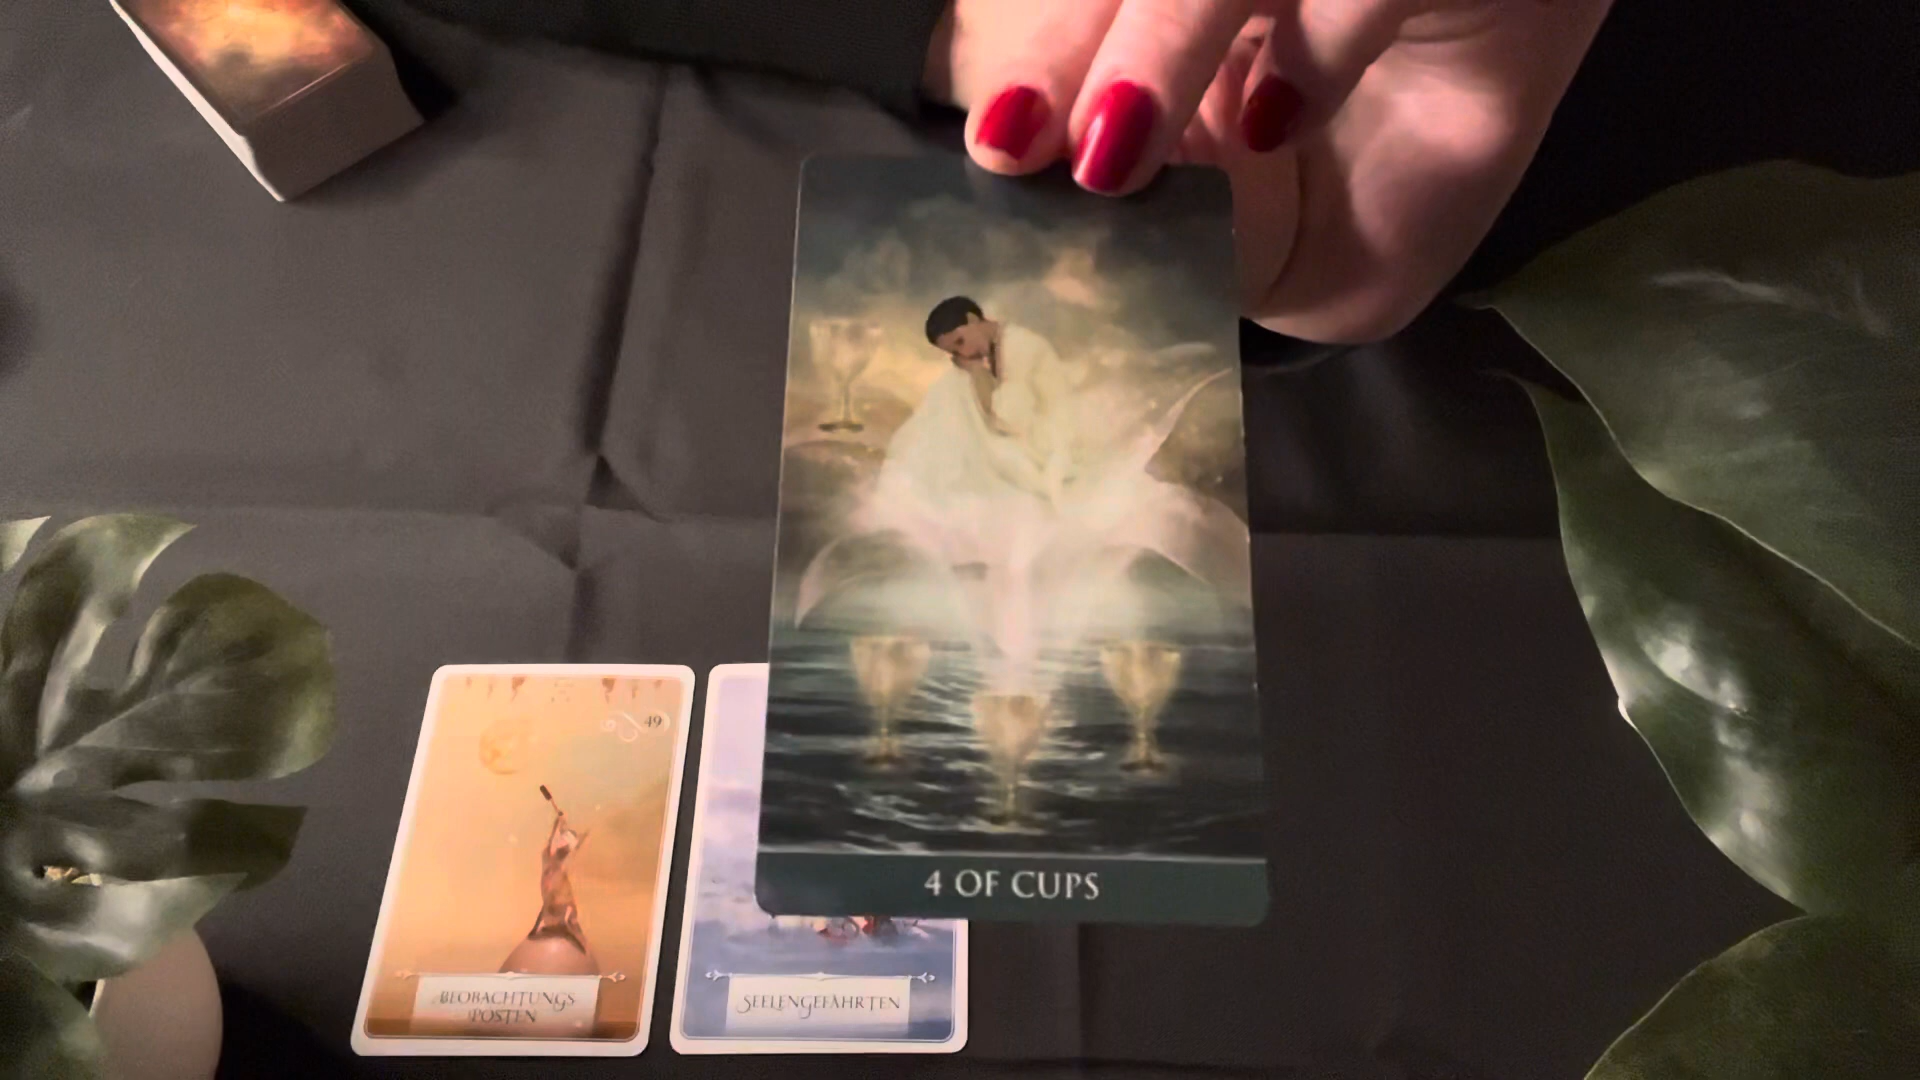 4 OF CUPS
49
BEOBACHTUNGS
POSTEN
SEELENGEFÄHRTEN